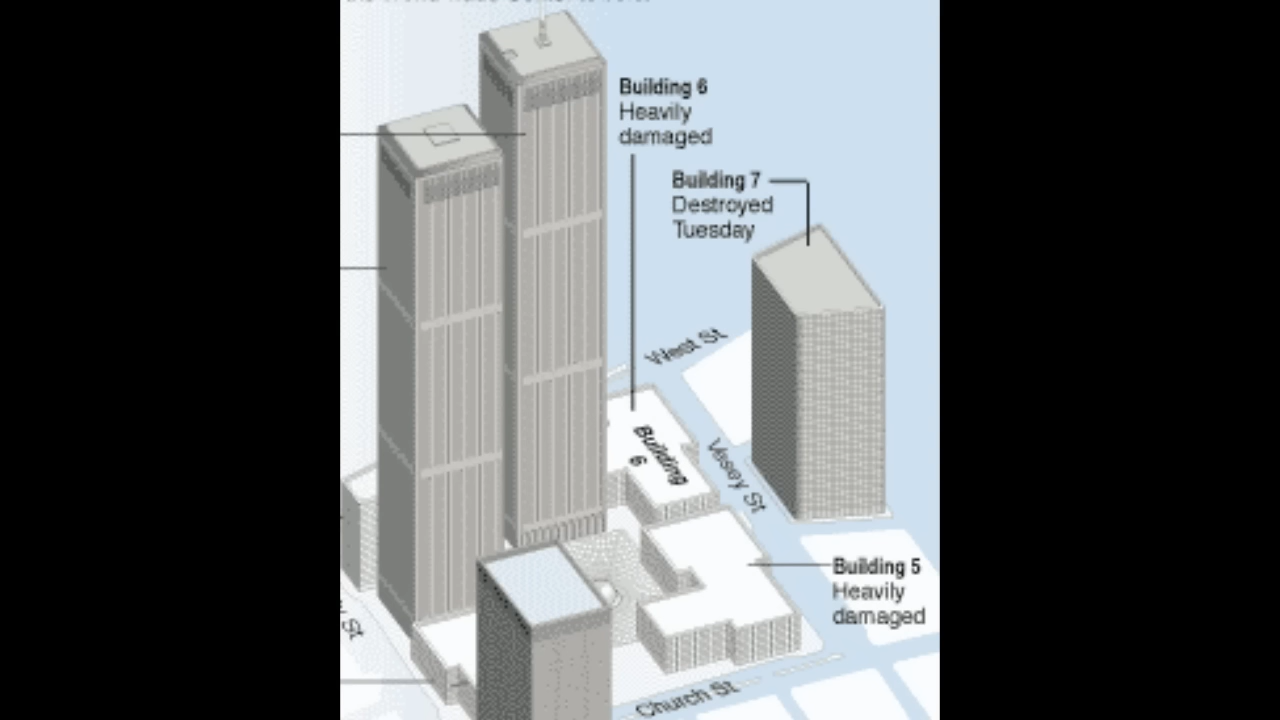 Building 6
Heavily
damaged
Building 7
Destroyed
Tuesday
West St
Building
6
Vesey St
Building 5
Heavily
damaged
St
Church St